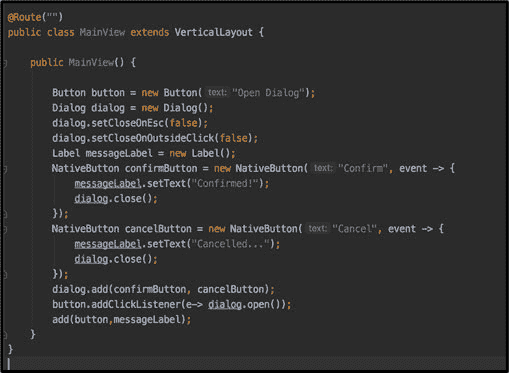 @Route("")
public class MainView extends VerticalLayout {
public MainView() {
Button button = new Button( text: "Open Dialog");
Dialog dialog = new Dialog();
dialog.setCloseOnEsc(false);
dialog.setCloseOnOutsideClick(false);
Label messageLabel = new Label();
NativeButton confirmButton = new NativeButton( text: "Confirm", event -> {
messageLabel.setText("Confirmed!");
dialog.close();
});
NativeButton cancelButton = new NativeButton( text: "Cancel", event -> {
messageLabel.setText("Cancelled...");
dialog.close();
});
dialog.add(confirmButton, cancelButton);
button.addClickListener(e-> dialog.open());
add(button,messageLabel);
}
}